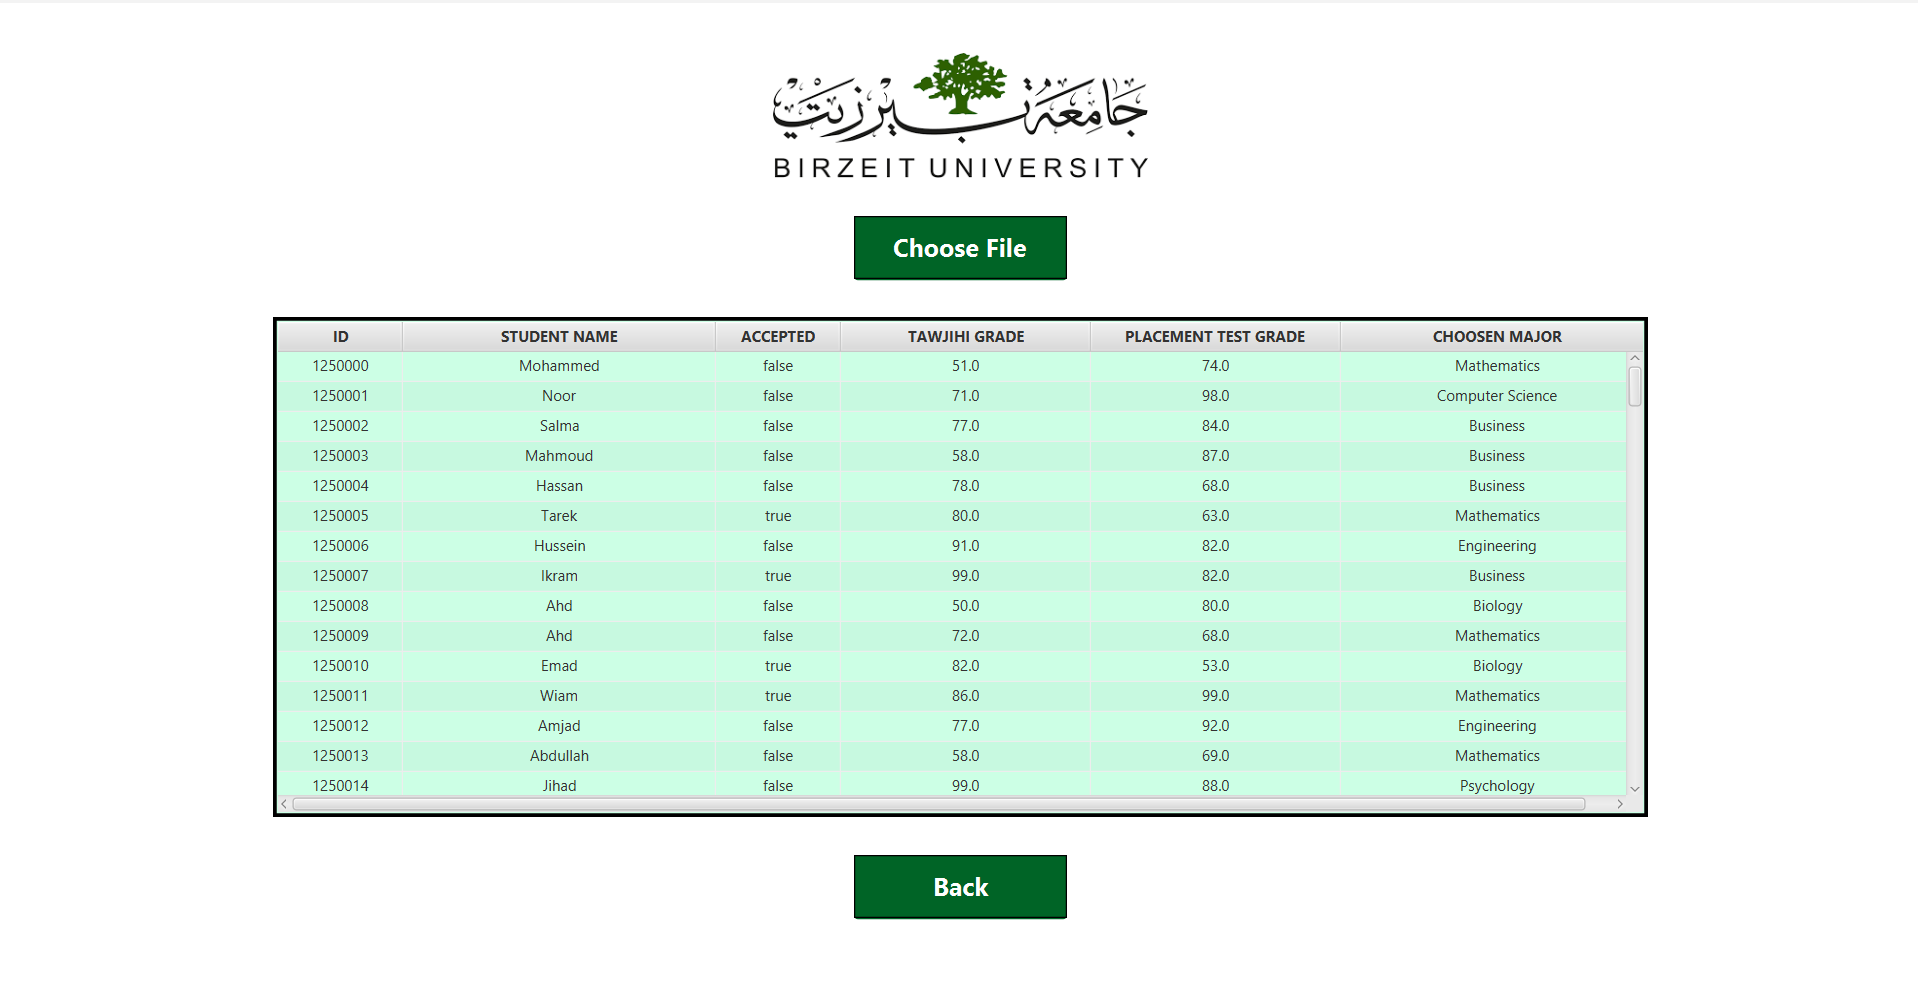 جامعة بيرزيت
BIRZEIT UNIVERSITY
Choose File
ID STUDENT NAME ACCEPTED TAWJIHI GRADE PLACEMENT TEST GRADE CHOOSEN MAJOR
1250000 Mohammed false 51.0 74.0 Mathematics
1250001 Noor false 71.0 98.0 Computer Science
1250002 Salma false 77.0 84.0 Business
1250003 Mahmoud false 58.0 87.0 Business
1250004 Hassan false 78.0 68.0 Business
1250005 Tarek true 80.0 63.0 Mathematics
1250006 Hussein false 91.0 82.0 Engineering
1250007 Ikram true 99.0 82.0 Business
1250008 Ahd false 50.0 80.0 Biology
1250009 Ahd false 72.0 68.0 Mathematics
1250010 Emad true 82.0 53.0 Biology
1250011 Wiam true 86.0 99.0 Mathematics
1250012 Amjad false 77.0 92.0 Engineering
1250013 Abdullah false 58.0 69.0 Mathematics
1250014 Jihad false 99.0 88.0 Psychology
Back